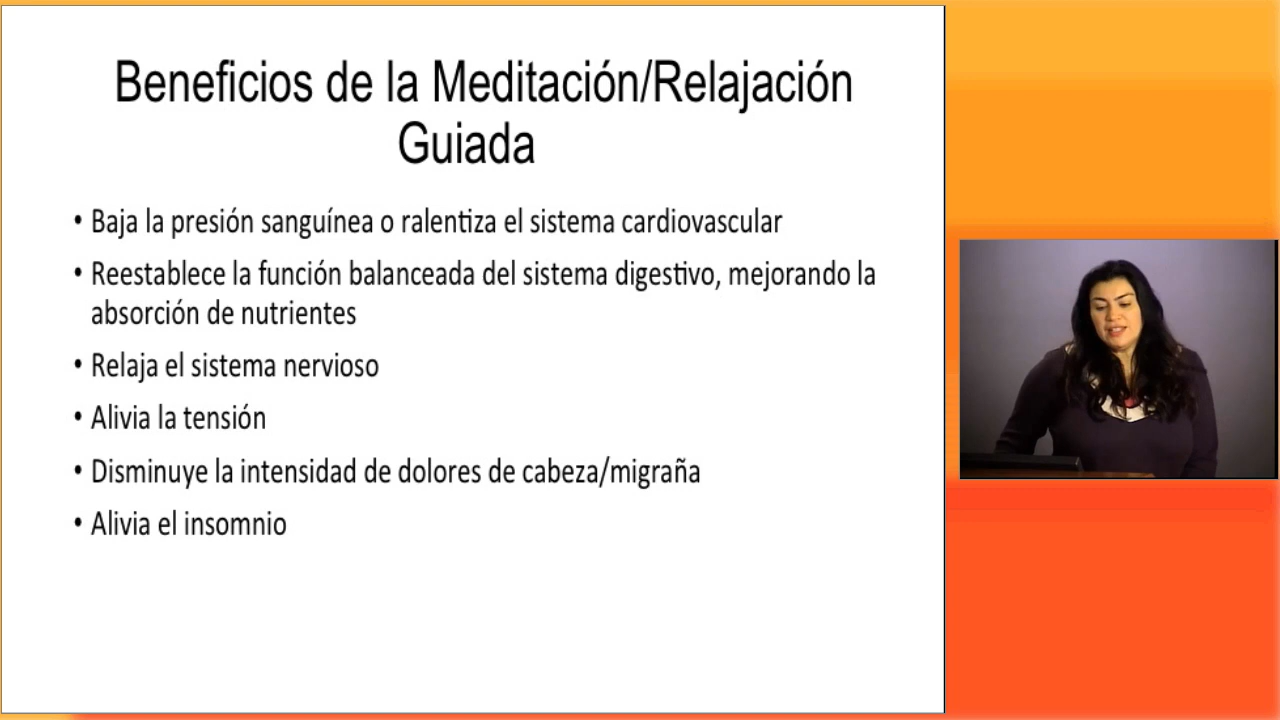 Beneficios de la Meditación/Relajación
Guiada
• Baja la presión sanguínea o ralentiza el sistema cardiovascular
• Reestablece la función balanceada del sistema digestivo, mejorando la
absorción de nutrientes
• Relaja el sistema nervioso
• Alivia la tensión
• Disminuye la intensidad de dolores de cabeza/migraña
• Alivia el insomnio